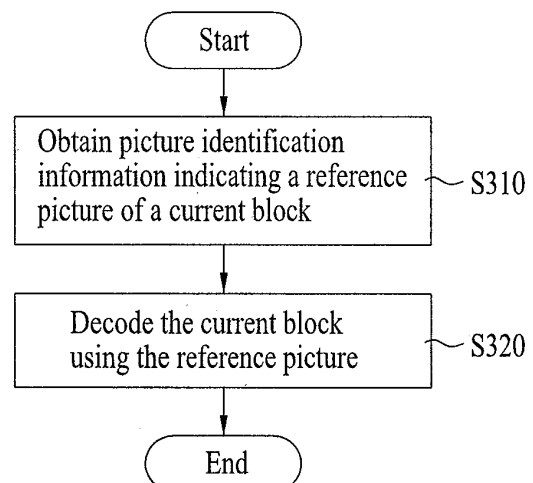 Start
Obtain picture identification
information indicating a reference
picture of a current block
S310
Decode the current block
using the reference picture
S320
End